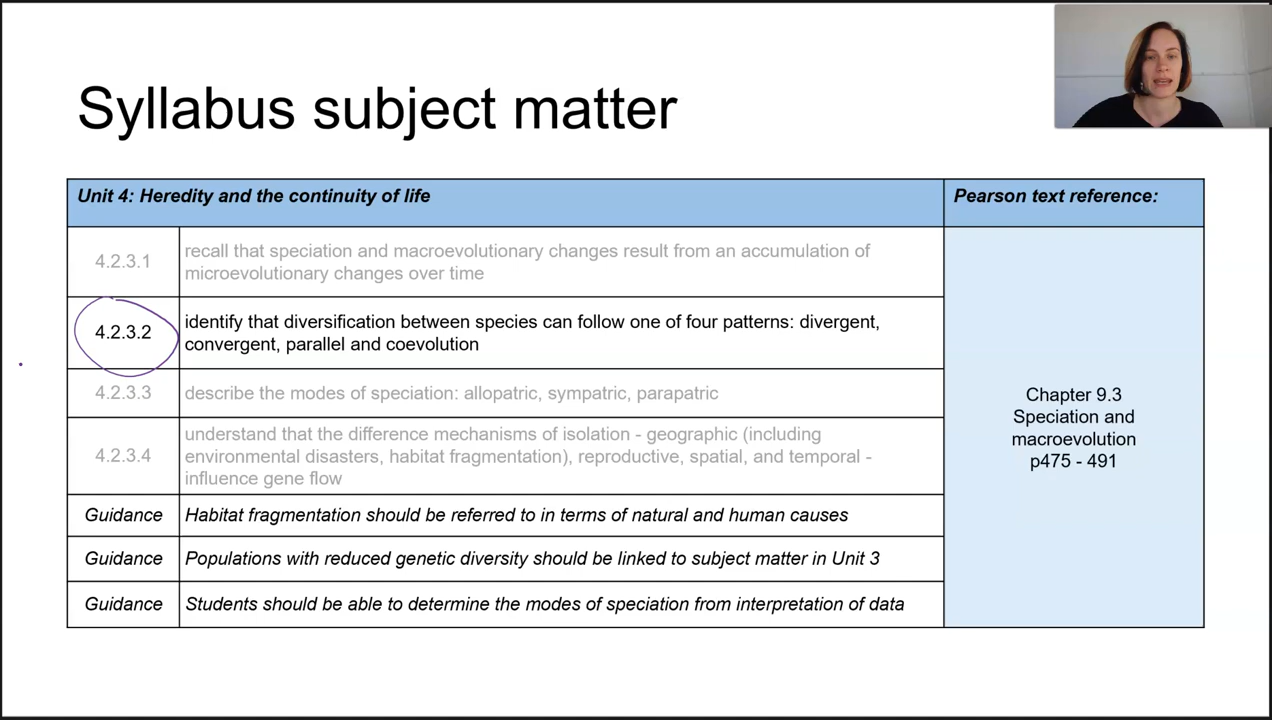 Syllabus subject matter
Unit 4: Heredity and the continuity of life
Pearson text reference:
4.2.3.1
recall that speciation and macroevolutionary changes result from an accumulation of
microevolutionary changes over time
4.2.3.2
identify that diversification between species can follow one of four patterns: divergent,
convergent, parallel and coevolution
4.2.3.3
describe the modes of speciation: allopatric, sympatric, parapatric
4.2.3.4
understand that the difference mechanisms of isolation - geographic (including
environmental disasters, habitat fragmentation), reproductive, spatial, and temporal -
influence gene flow
Guidance
Habitat fragmentation should be referred to in terms of natural and human causes
Guidance
Populations with reduced genetic diversity should be linked to subject matter in Unit 3
Guidance
Students should be able to determine the modes of speciation from interpretation of data
Chapter 9.3
Speciation and
macroevolution
p475 - 491